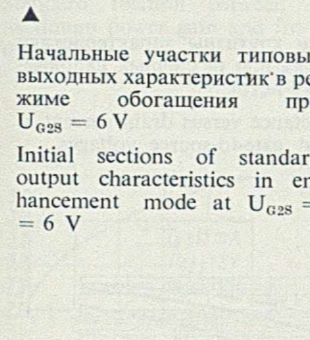 Начальные участки типовы
выходных характеристик в ре
жиме обогащения пр
U_G2S = 6 V
Initial sections of standar
output characteristics in en
hancement mode at U_G2S =
= 6 V